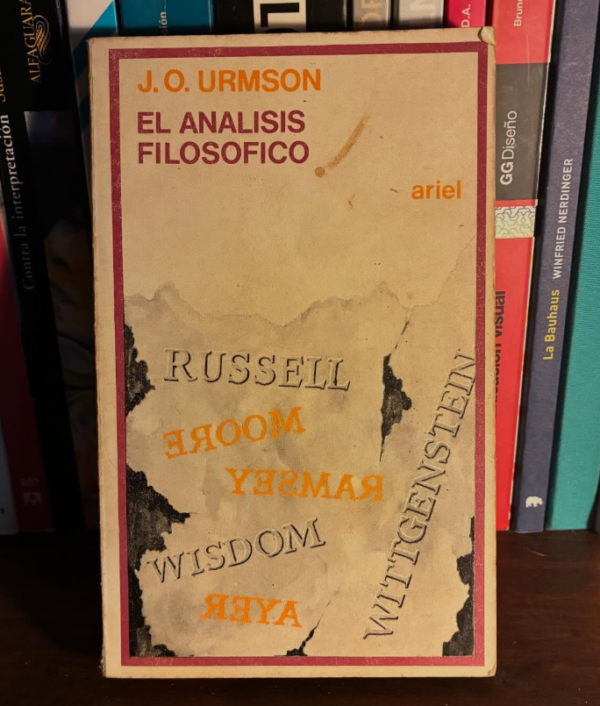 J. O. URMSON
EL ANALISIS
FILOSOFICO
ariel
RUSSELL
MOORE
RAMSEY
WISDOM
AYER
WITTGENSTEIN
ALFAGUARA
Contra la interpretación
GG Diseño
La Bauhaus WINFRIED NERDINGER